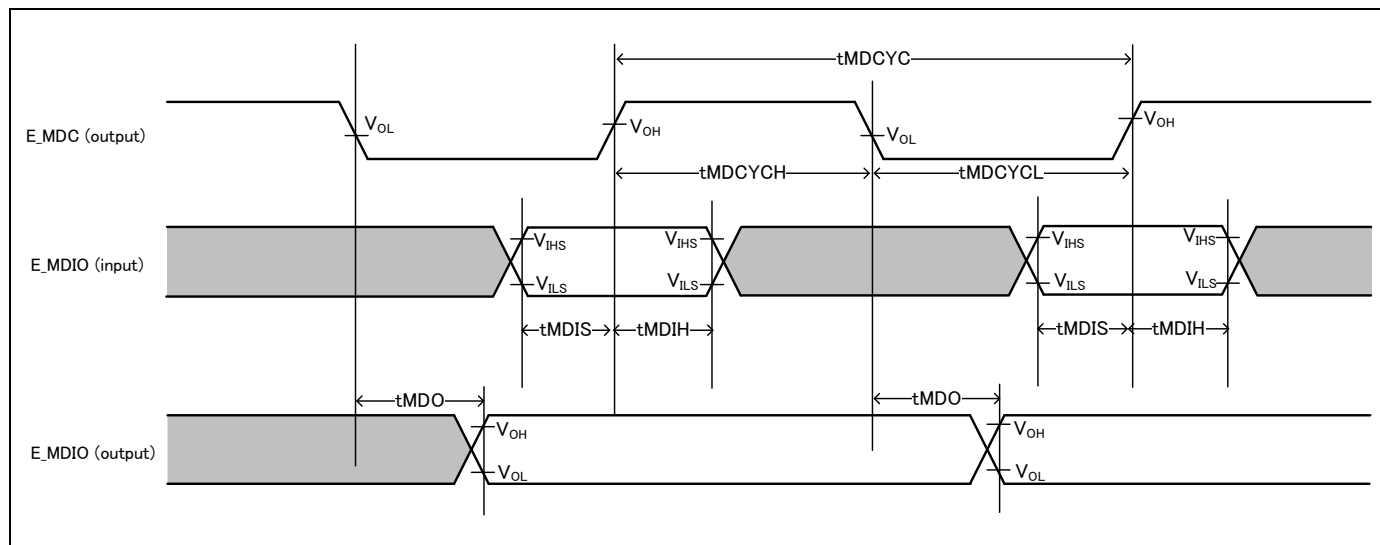 tMDCYC
E_MDC (output)
VOL
VOH
VOL
VOH
tMDCYCH
tMDCYCL
E_MDIO (input)
VIHS
VIHS
VIHS
VIHS
VILS
VILS
VILS
VILS
tMDIS
tMDIH
tMDIS
tMDIH
tMDO
tMDO
E_MDIO (output)
VOH
VOH
VOL
VOL